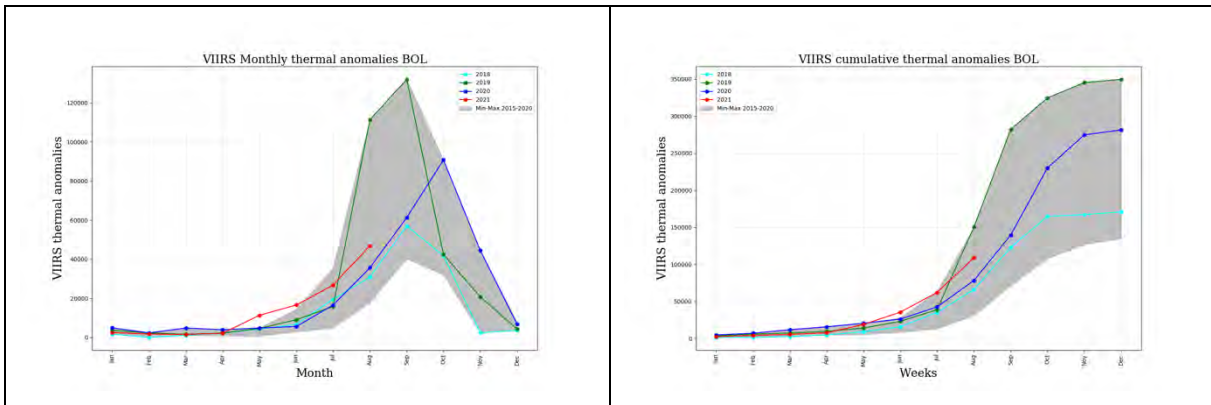 VIIRS Monthly thermal anomalies BOL
2018
2019
2020
2021
Min-Max 2015-2020
VIIRS thermal anomalies
120000
100000
80000
60000
40000
20000
0
Jan
Feb
Mar
Apr
May
Jun
Jul
Aug
Sep
Oct
Nov
Dec
Month
VIIRS cumulative thermal anomalies BOL
2018
2019
2020
2021
Min-Max 2015-2020
VIIRS thermal anomalies
350000
300000
250000
200000
150000
100000
50000
0
Jan
Feb
Mar
Apr
May
Jun
Jul
Aug
Sep
Oct
Nov
Dec
Weeks